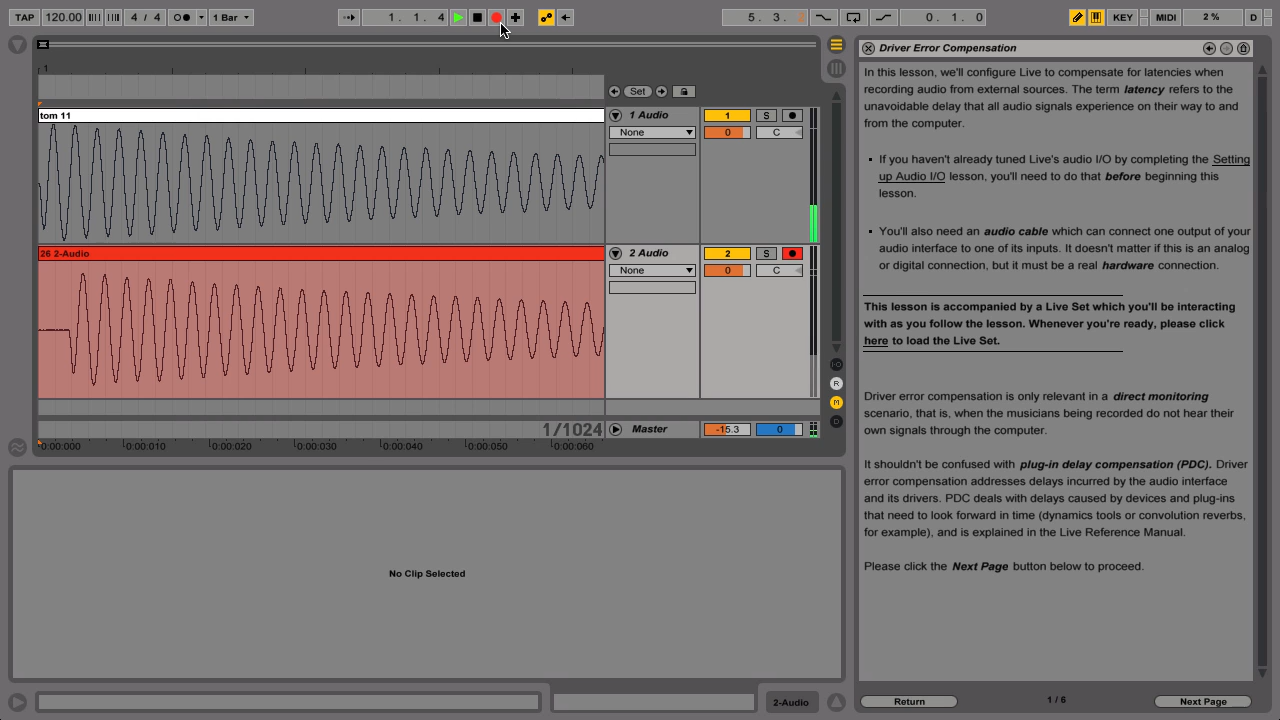 TAP 120.00 4 / 4 1 Bar 1. 1. 4 5. 3. 0. 1. 0 KEY MIDI 2 % D
Driver Error Compensation
1
Set
tom 11
1 Audio 1 S
None 0 C
26 2-Audio
2 Audio 2 S
None 0 C
R
M
D
1/1024 Master -15.3 0
0:00:000 0:00:010 0:00:020 0:00:030 0:00:040 0:00:050 0:00:060
No Clip Selected
2-Audio
In this lesson, we'll configure Live to compensate for latencies when
recording audio from external sources. The term latency refers to the
unavoidable delay that all audio signals experience on their way to and
from the computer.
If you haven't already tuned Live's audio I/O by completing the Setting
up Audio I/O lesson, you'll need to do that before beginning this
lesson.
You'll also need an audio cable which can connect one output of your
audio interface to one of its inputs. It doesn't matter if this is an analog
or digital connection, but it must be a real hardware connection.
This lesson is accompanied by a Live Set which you'll be interacting
with as you follow the lesson. Whenever you're ready, please click
here to load the Live Set.
Driver error compensation is only relevant in a direct monitoring
scenario, that is, when the musicians being recorded do not hear their
own signals through the computer.
It shouldn't be confused with plug-in delay compensation (PDC). Driver
error compensation addresses delays incurred by the audio interface
and its drivers. PDC deals with delays caused by devices and plug-ins
that need to look forward in time (dynamics tools or convolution reverbs,
for example), and is explained in the Live Reference Manual.
Please click the Next Page button below to proceed.
Return 1 / 6 Next Page